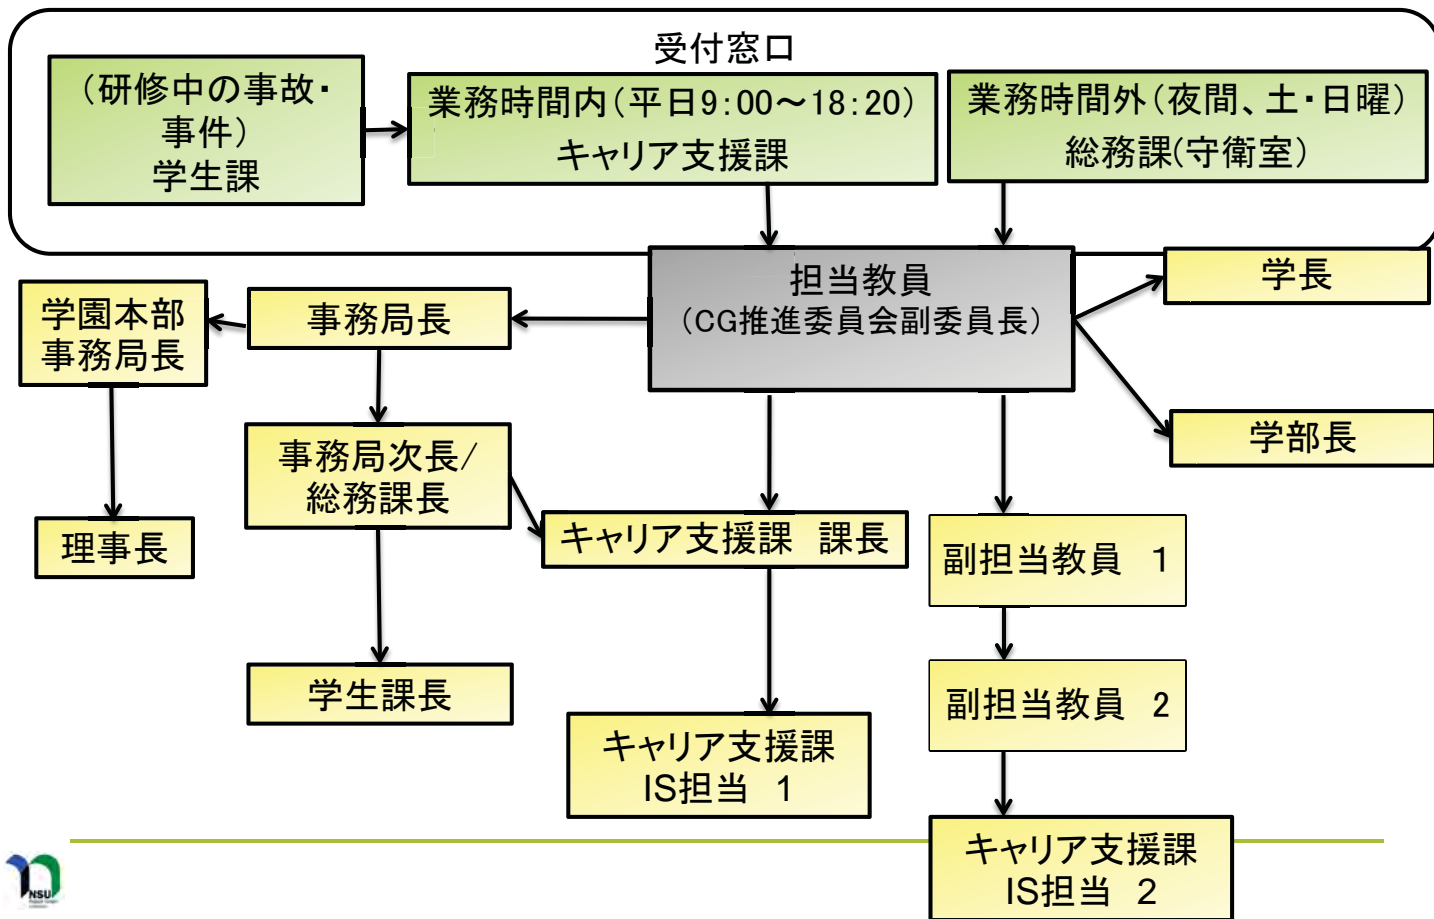 受付窓口
（研修中の事故・
事件）
学生課
業務時間内（平日9:00～18:20）
キャリア支援課
業務時間外（夜間、土・日曜）
総務課(守衛室）
担当教員
（CG推進委員会副委員長）
学長
学園本部
事務局長
事務局長
学部長
事務局次長/
総務課長
キャリア支援課　課長
副担当教員　1
理事長
学生課長
副担当教員　2
キャリア支援課
IS担当　1
キャリア支援課
IS担当　2
NSU